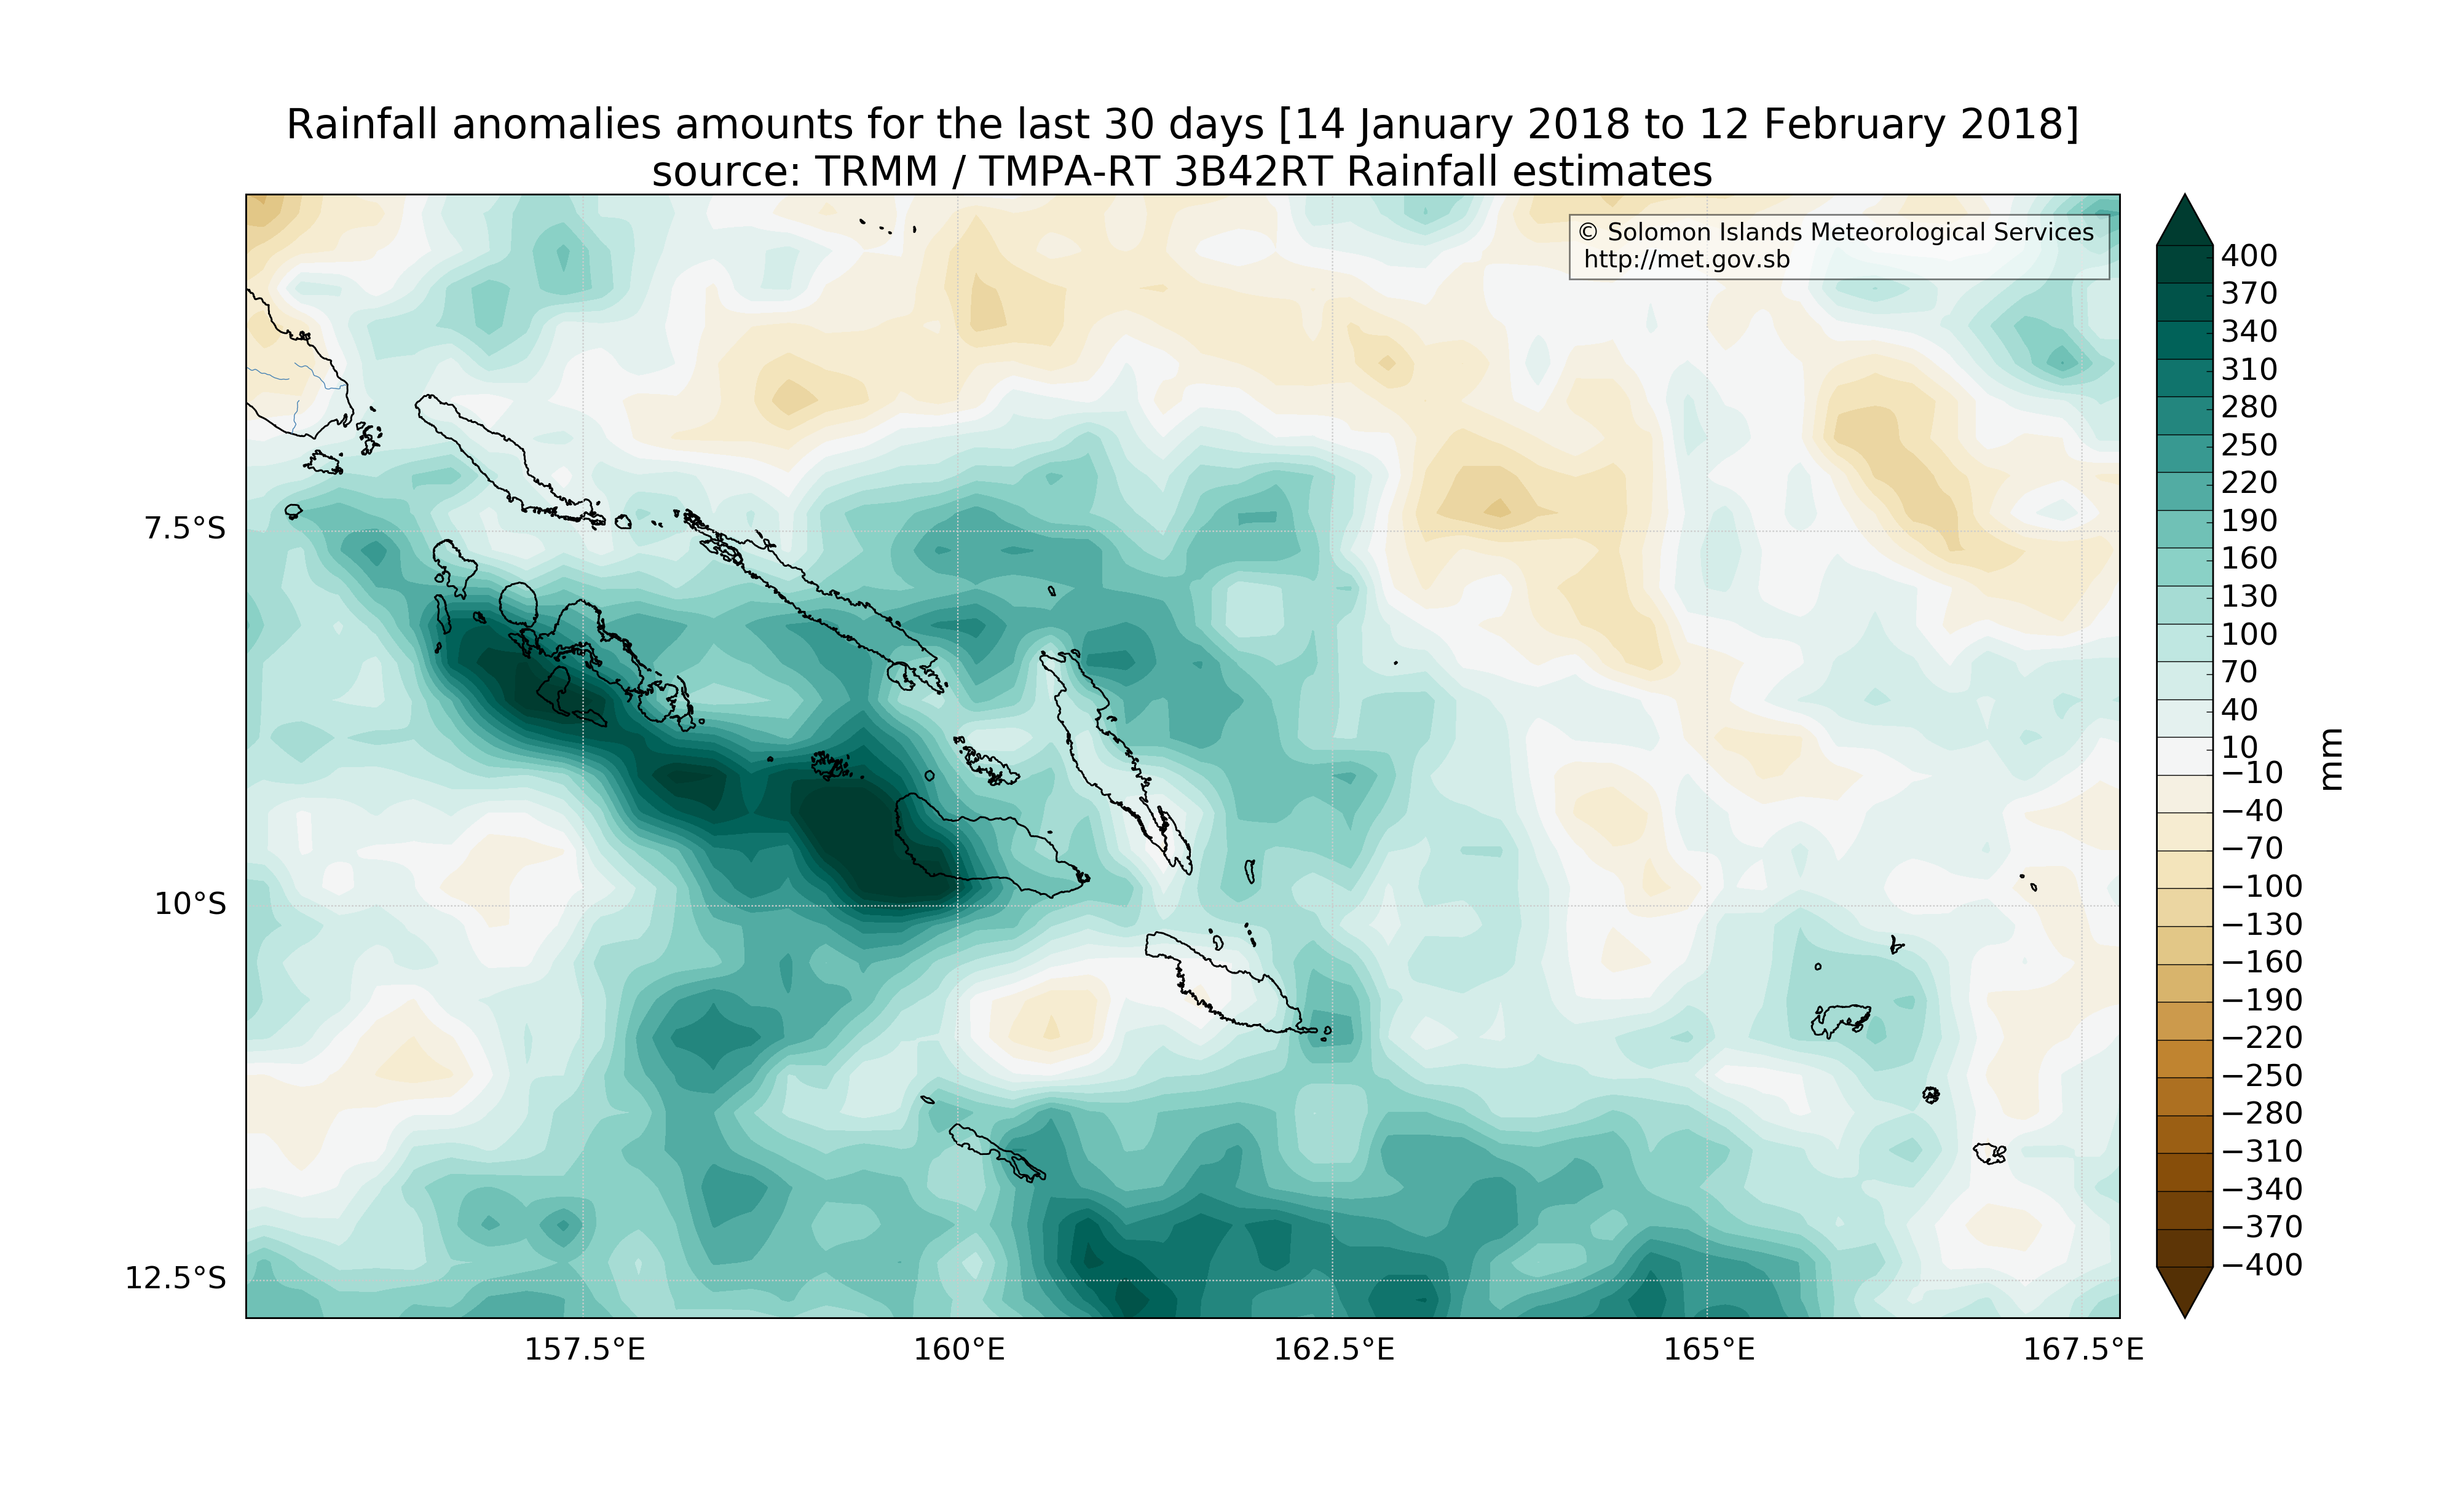 Rainfall anomalies amounts for the last 30 days [14 January 2018 to 12 February 2018]
source: TRMM / TMPA-RT 3B42RT Rainfall estimates
© Solomon Islands Meteorological Services
http://met.gov.sb
7.5°S
10°S
12.5°S
157.5°E
160°E
162.5°E
165°E
167.5°E
400
370
340
310
280
250
220
190
160
130
100
70
40
10
−10
−40
−70
−100
−130
−160
−190
−220
−250
−280
−310
−340
−370
−400
mm